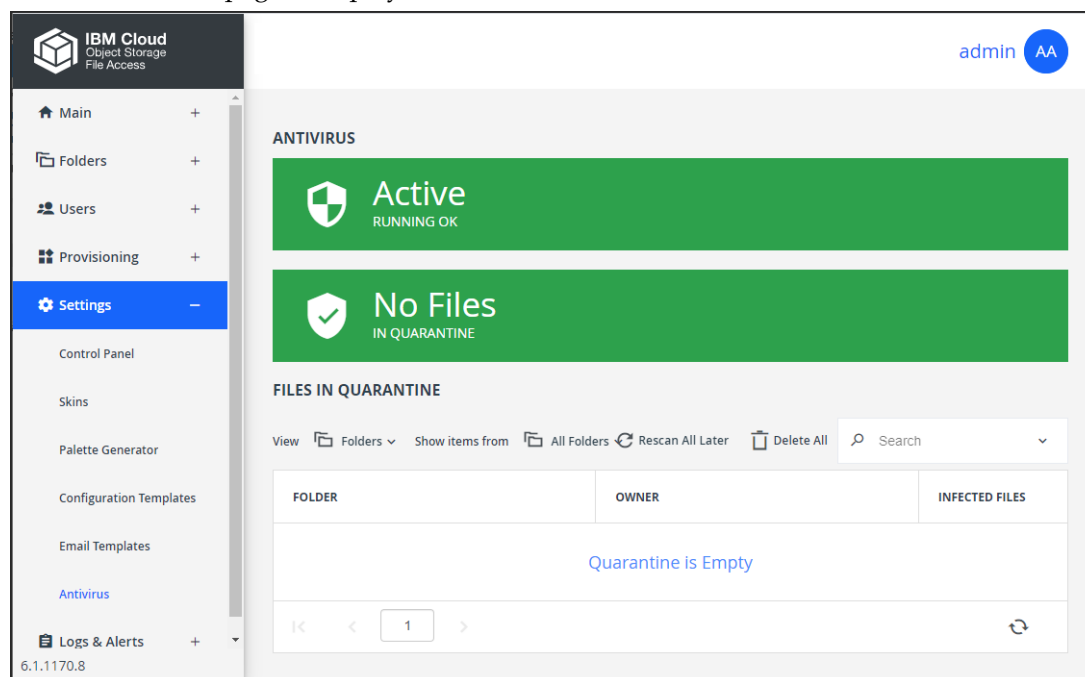 IBM Cloud
Object Storage
File Access
admin AA
Main +
Folders +
Users +
Provisioning +
Settings –
Control Panel
Skins
Palette Generator
Configuration Templates
Email Templates
Antivirus
Logs & Alerts +
6.1.1170.8
ANTIVIRUS
Active
RUNNING OK
No Files
IN QUARANTINE
FILES IN QUARANTINE
View Folders Show items from All Folders Rescan All Later Delete All Search
FOLDER OWNER INFECTED FILES
Quarantine is Empty
1